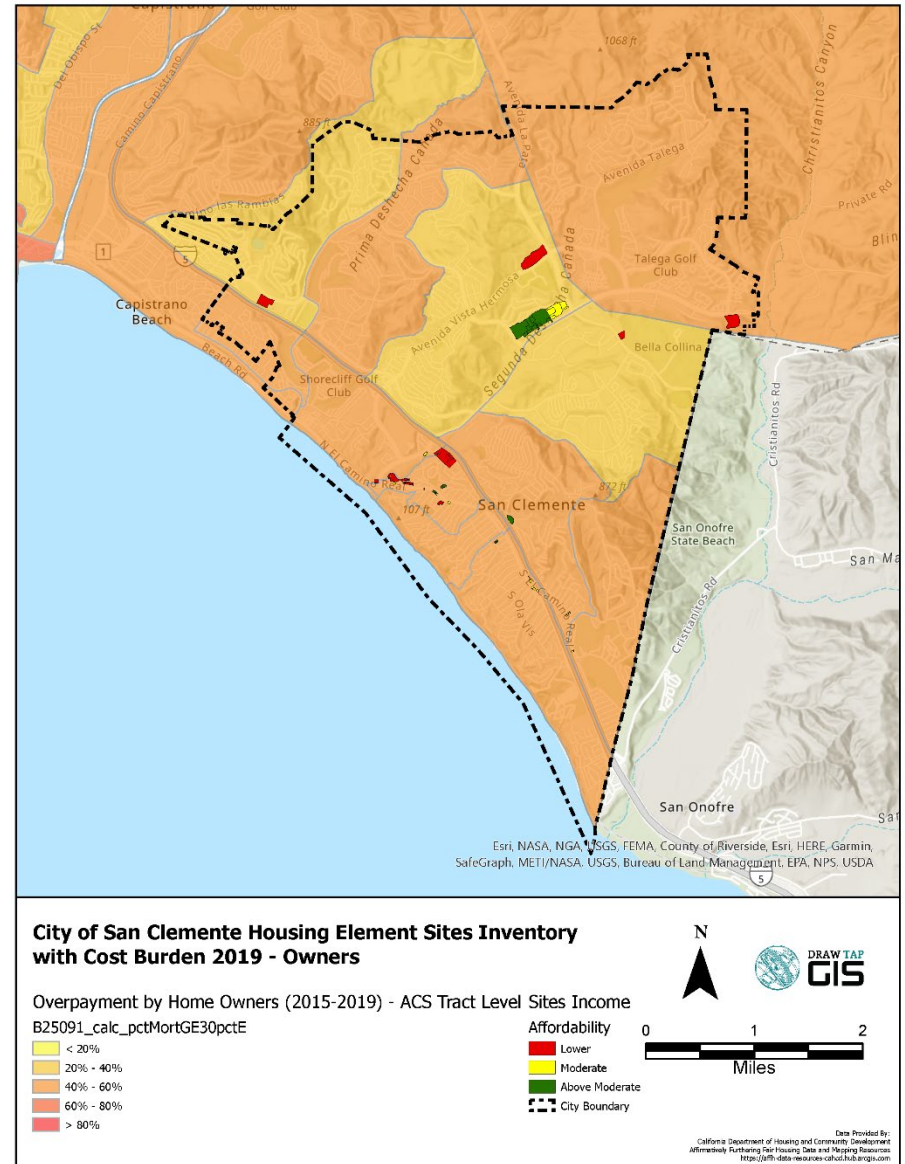 Capistrano
Golf Club
Del Obispo St
Camino Capistrano
885 ft
1068 ft
Avenida La Pata
Christianitos Canyon
Avenida Talega
Private Rd
Camino las Ramblas
Prima Deshecha Cañada
1
5
Talega Golf
Club
Capistrano
Beach
Avenida Vista Hermosa
Segunda Deshecha Cañada
Bella Collina
Beach Rd
Shorecliff Golf
Club
Cristianitos Rd
N El Camino Real
107 ft
San Clemente
872 ft
San Onofre
State Beach
San Ma
S El Camino Real
S Ola Vis
Cristianitos Rd
San Onofre
San
Esri, NASA, NGA, USGS, FEMA, County of Riverside, Esri, HERE, Garmin,
SafeGraph, METI/NASA, USGS, Bureau of Land Management, EPA, NPS, USDA
5
City of San Clemente Housing Element Sites Inventory
with Cost Burden 2019 - Owners
N
DRAW TAP
GIS
Overpayment by Home Owners (2015-2019) - ACS Tract Level Sites Income
B25091_calc_pctMortGE30pctE
< 20%
20% - 40%
40% - 60%
60% - 80%
> 80%
Affordability
Lower
Moderate
Above Moderate
City Boundary
0 1 2
Miles
Data Provided By:
California Department of Housing and Community Development
Affirmatively Furthering Fair Housing Data and Mapping Resources
https://affh-data-resources-cahcd.hub.arcgis.com